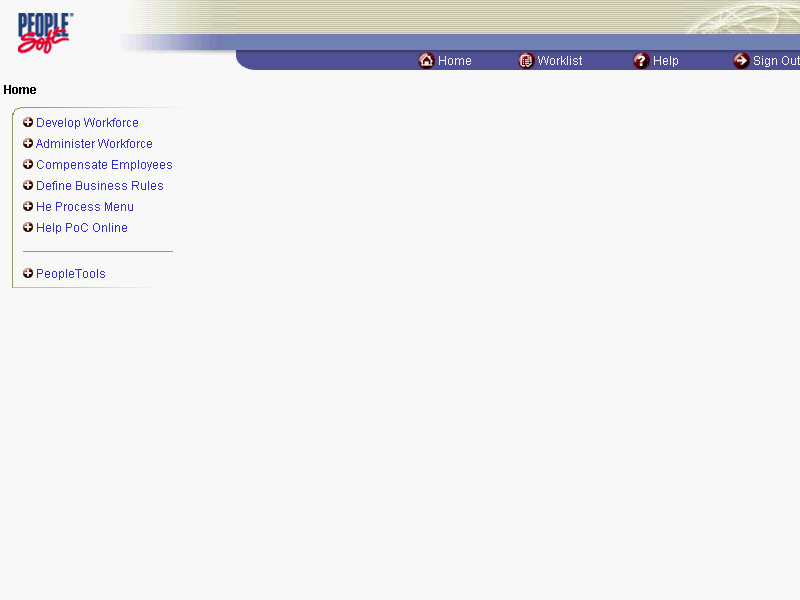 PEOPLE
Soft
Home Worklist Help Sign Out
Home
Develop Workforce
Administer Workforce
Compensate Employees
Define Business Rules
He Process Menu
Help PoC Online
PeopleTools